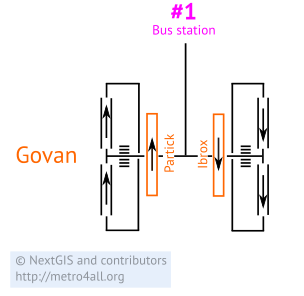 #1
Bus station
Govan
Partick
Ibrox
© NextGIS and contributors
http://metro4all.org